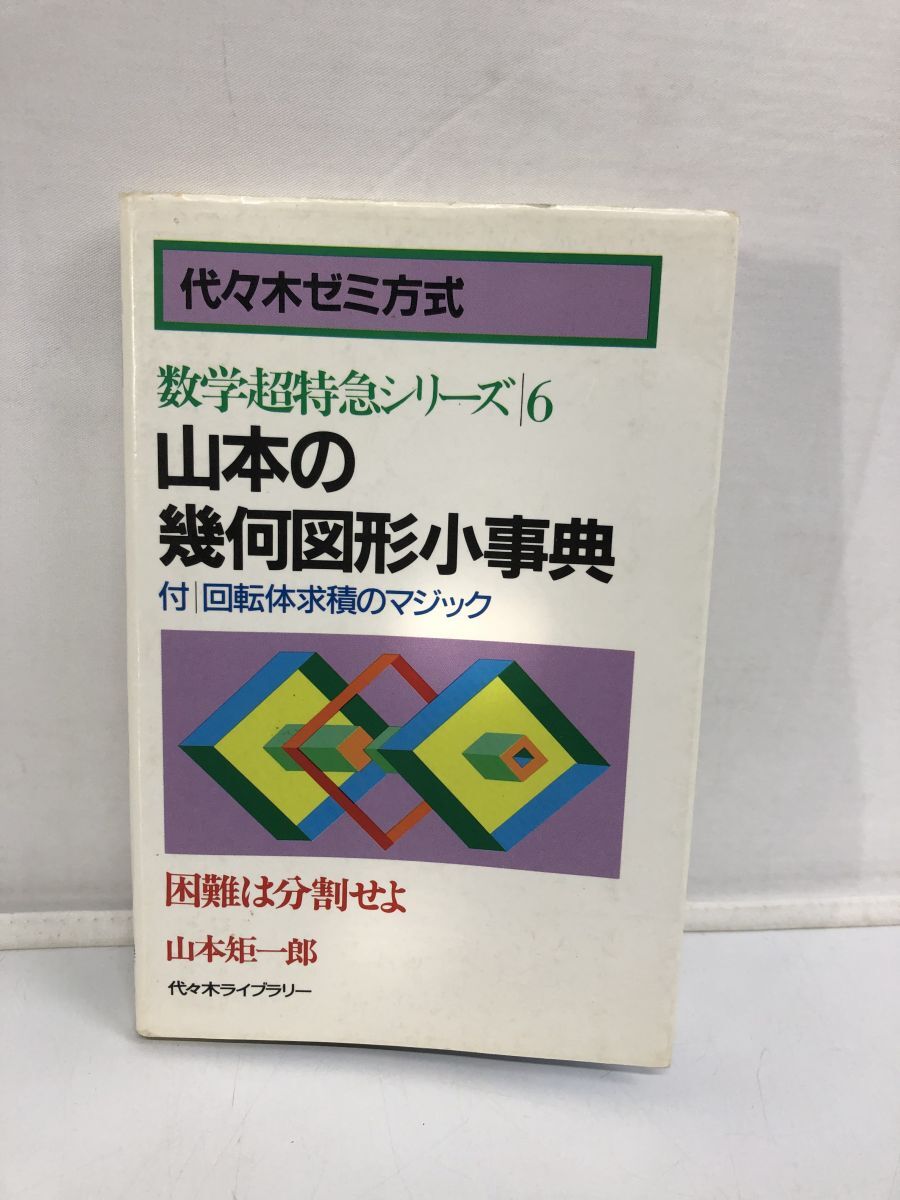 代々木ゼミ方式
数学超特急シリーズ|6
山本の
幾何図形小事典
付|回転体求積のマジック
困難は分割せよ
山本矩一郎
代々木ライブラリー